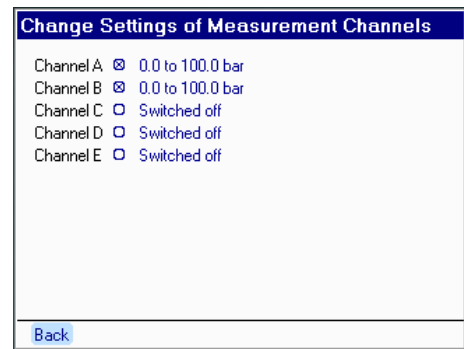 Change Settings of Measurement Channels
Channel A 0.0 to 100.0 bar
Channel B 0.0 to 100.0 bar
Channel C Switched off
Channel D Switched off
Channel E Switched off
Back